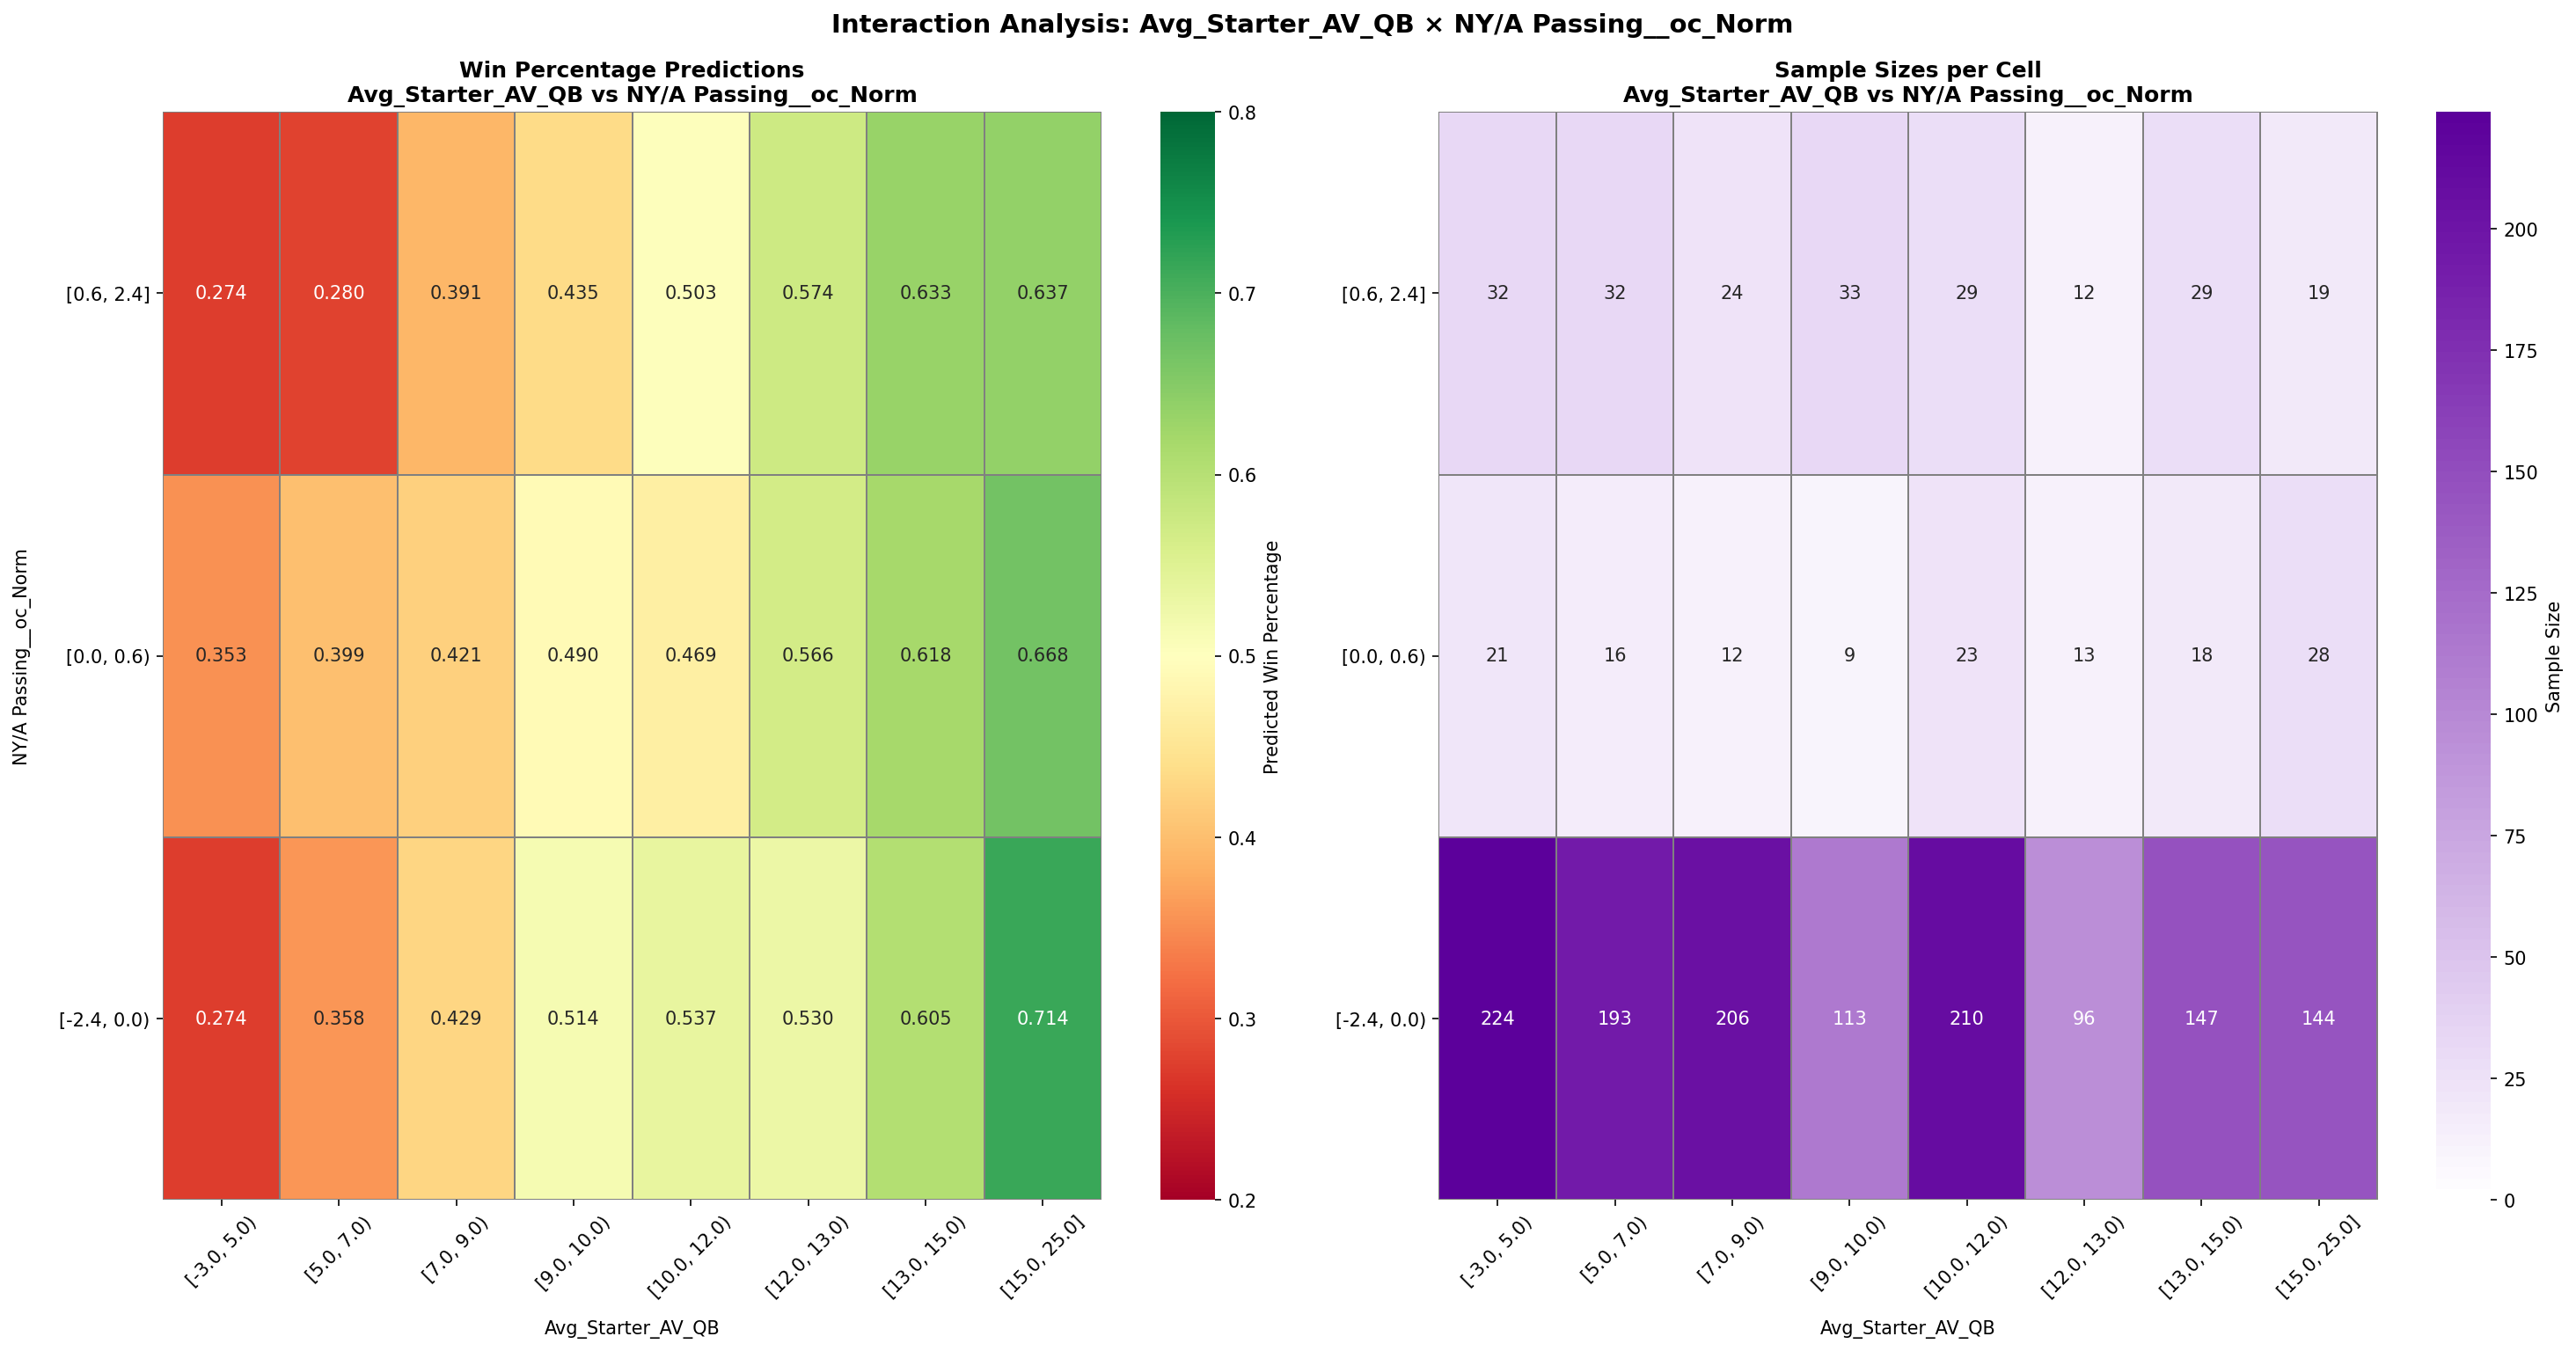 Interaction Analysis: Avg_Starter_AV_QB × NY/A Passing__oc_Norm
Win Percentage Predictions
Avg_Starter_AV_QB vs NY/A Passing__oc_Norm
NY/A Passing__oc_Norm
[0.6, 2.4]
0.274 0.280 0.391 0.435 0.503 0.574 0.633 0.637
[0.0, 0.6)
0.353 0.399 0.421 0.490 0.469 0.566 0.618 0.668
[-2.4, 0.0)
0.274 0.358 0.429 0.514 0.537 0.530 0.605 0.714
[-3.0, 5.0) [5.0, 7.0) [7.0, 9.0) [9.0, 10.0) [10.0, 12.0) [12.0, 13.0) [13.0, 15.0) [15.0, 25.0]
Avg_Starter_AV_QB
0.8
0.7
0.6
0.5
0.4
0.3
0.2
Predicted Win Percentage
Sample Sizes per Cell
Avg_Starter_AV_QB vs NY/A Passing__oc_Norm
[0.6, 2.4]
32 32 24 33 29 12 29 19
[0.0, 0.6)
21 16 12 9 23 13 18 28
[-2.4, 0.0)
224 193 206 113 210 96 147 144
[-3.0, 5.0) [5.0, 7.0) [7.0, 9.0) [9.0, 10.0) [10.0, 12.0) [12.0, 13.0) [13.0, 15.0) [15.0, 25.0]
Avg_Starter_AV_QB
200
175
150
125
100
75
50
25
0
Sample Size